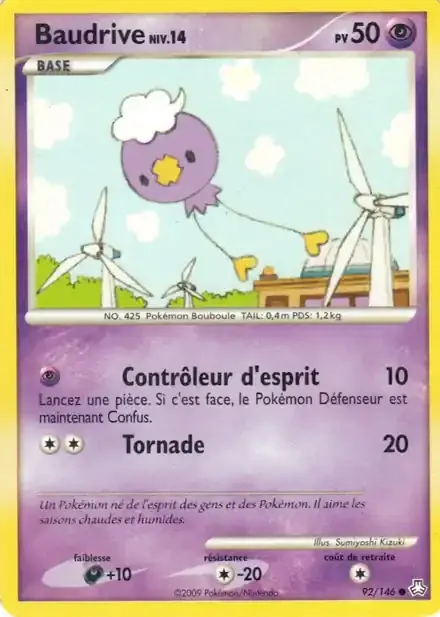 Baudrive NIV.14 PV 50
BASE
NO. 425 Pokémon Bouboule TAIL: 0,4m PDS: 1,2kg
Contrôleur d'esprit 10
Lancez une pièce. Si c'est face, le Pokémon Défenseur est
maintenant Confus.
Tornade 20
Un Pokémon né de l'esprit des gens et des Pokémon. Il aime les
saisons chaudes et humides.
Illus. Sumiyoshi Kizuki
faiblesse résistance coût de retraite
+10 -20
©2009 Pokémon/Nintendo 92/146